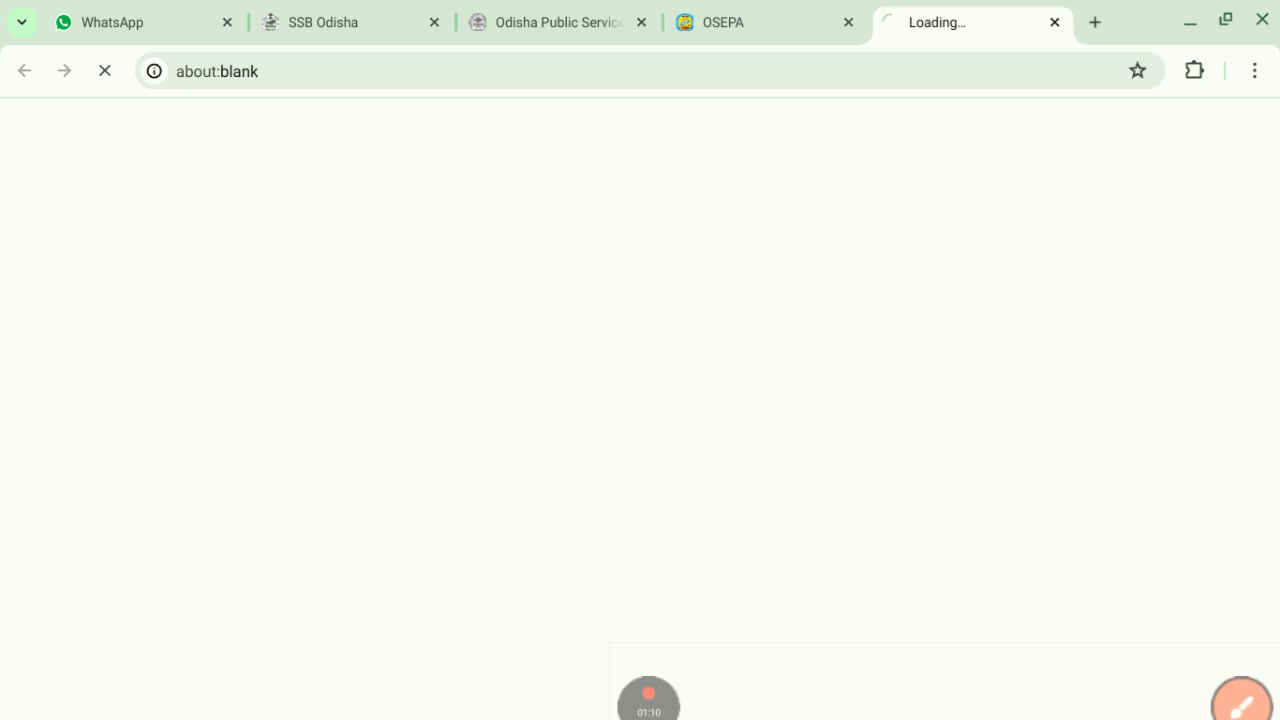 WhatsApp
SSB Odisha
Odisha Public Servic
OSEPA
Loading...
about:blank
01:10